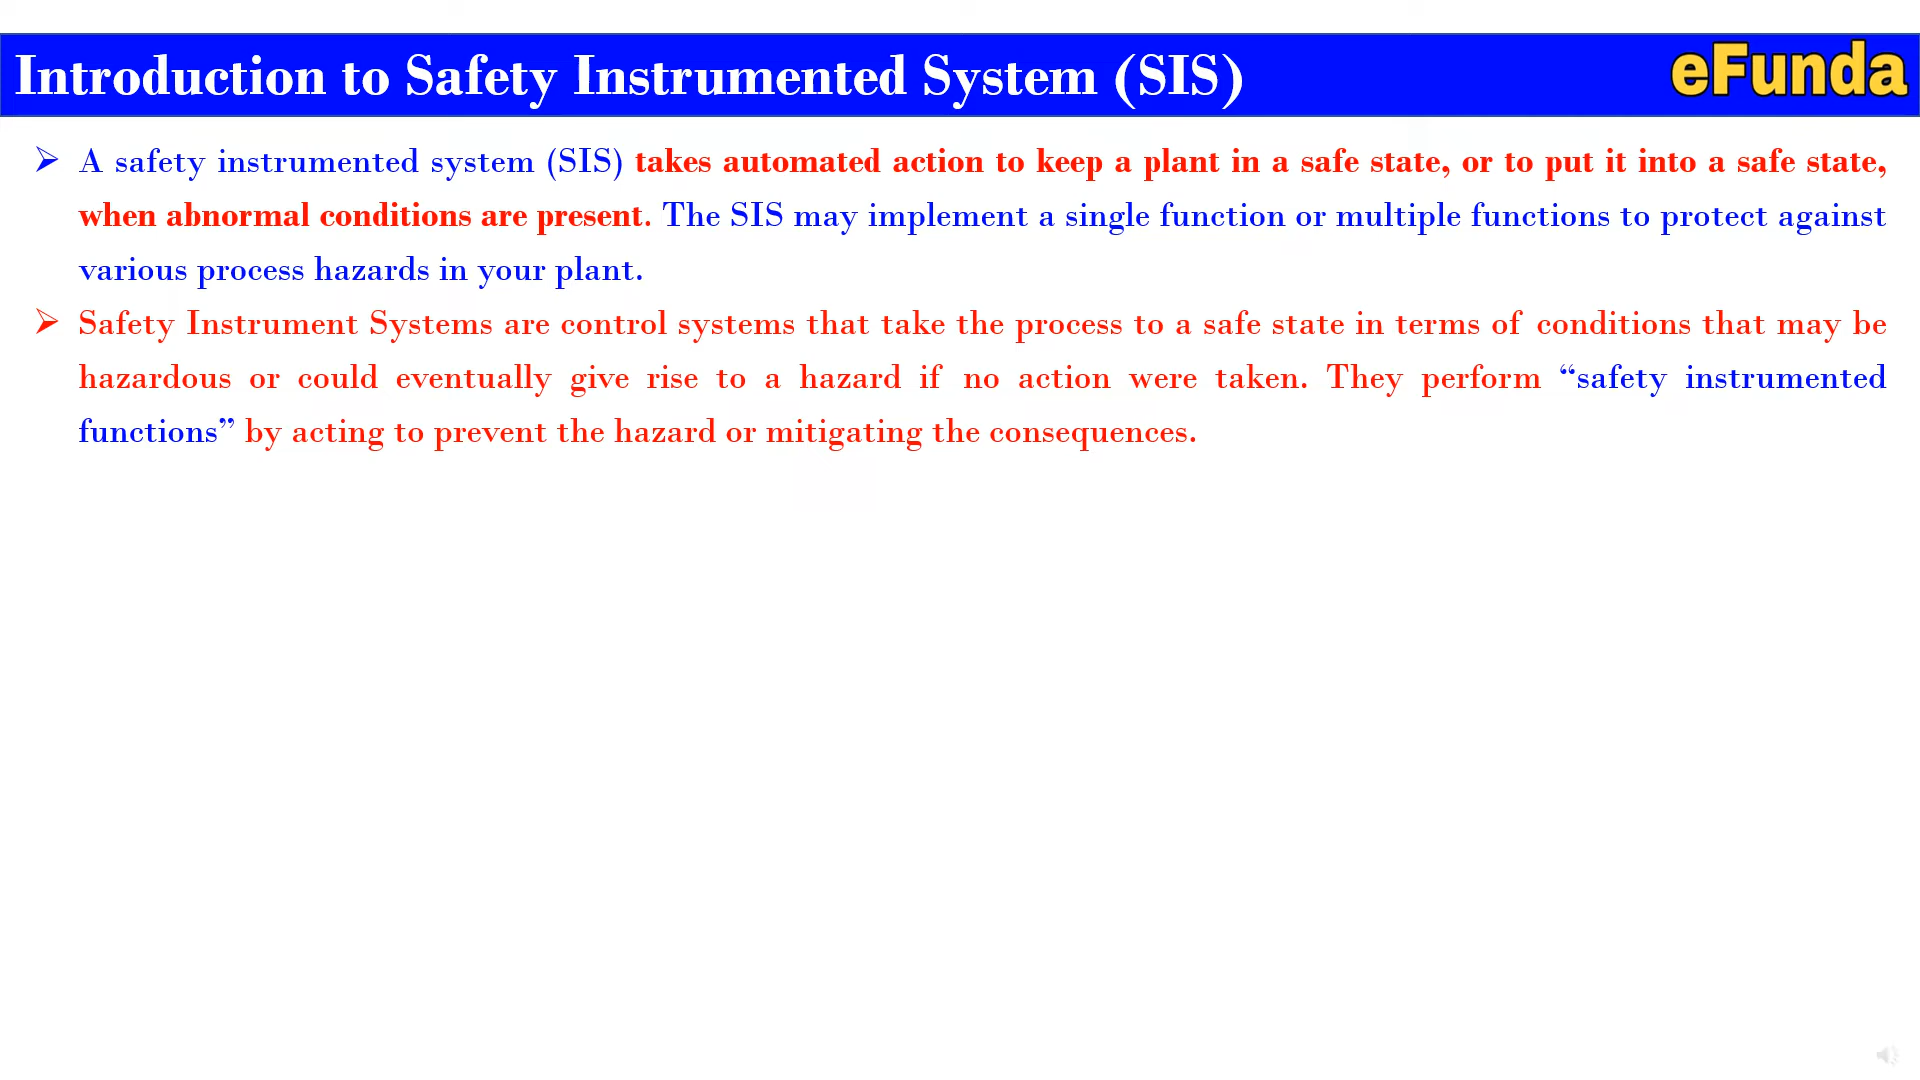 Introduction to Safety Instrumented System (SIS)
eFunda
➢ A safety instrumented system (SIS) takes automated action to keep a plant in a safe state, or to put it into a safe state,
when abnormal conditions are present. The SIS may implement a single function or multiple functions to protect against
various process hazards in your plant.
➢ Safety Instrument Systems are control systems that take the process to a safe state in terms of conditions that may be
hazardous or could eventually give rise to a hazard if no action were taken. They perform “safety instrumented
functions” by acting to prevent the hazard or mitigating the consequences.